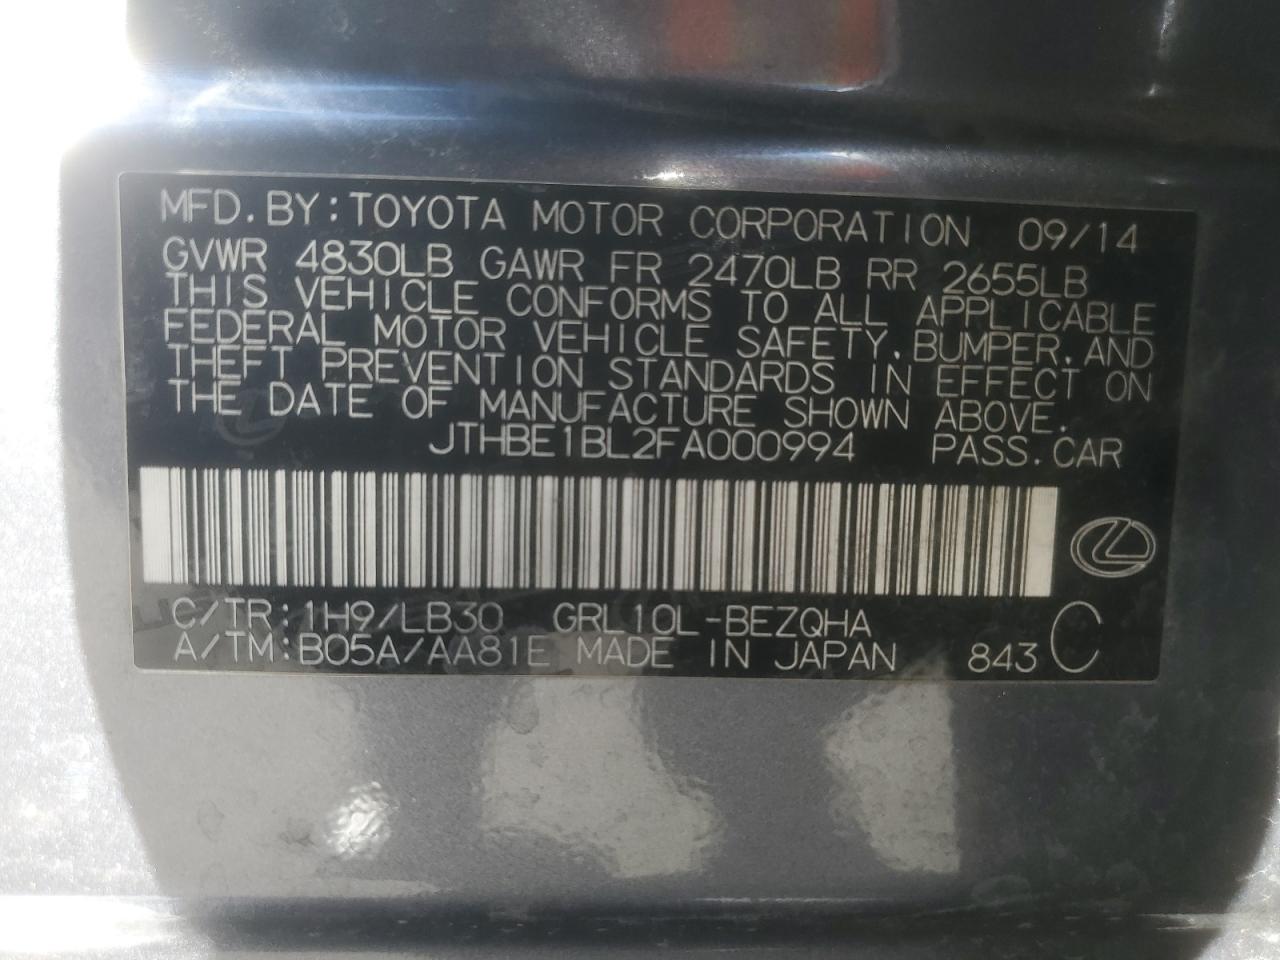 MFD.BY:TOYOTA MOTOR CORPORATION 09/14
GVWR 4830LB GAWR FR 2470LB RR 2655LB
THIS VEHICLE CONFORMS TO ALL APPLICABLE
FEDERAL MOTOR VEHICLE SAFETY,BUMPER,AND
THEFT PREVENTION STANDARDS IN EFFECT ON
THE DATE OF MANUFACTURE SHOWN ABOVE.
JTHBE1BL2FA000994 PASS.CAR
C/TR:1H9/LB30 GRL10L-BEZQHA
A/TM:B05A/AA81E MADE IN JAPAN 843 C